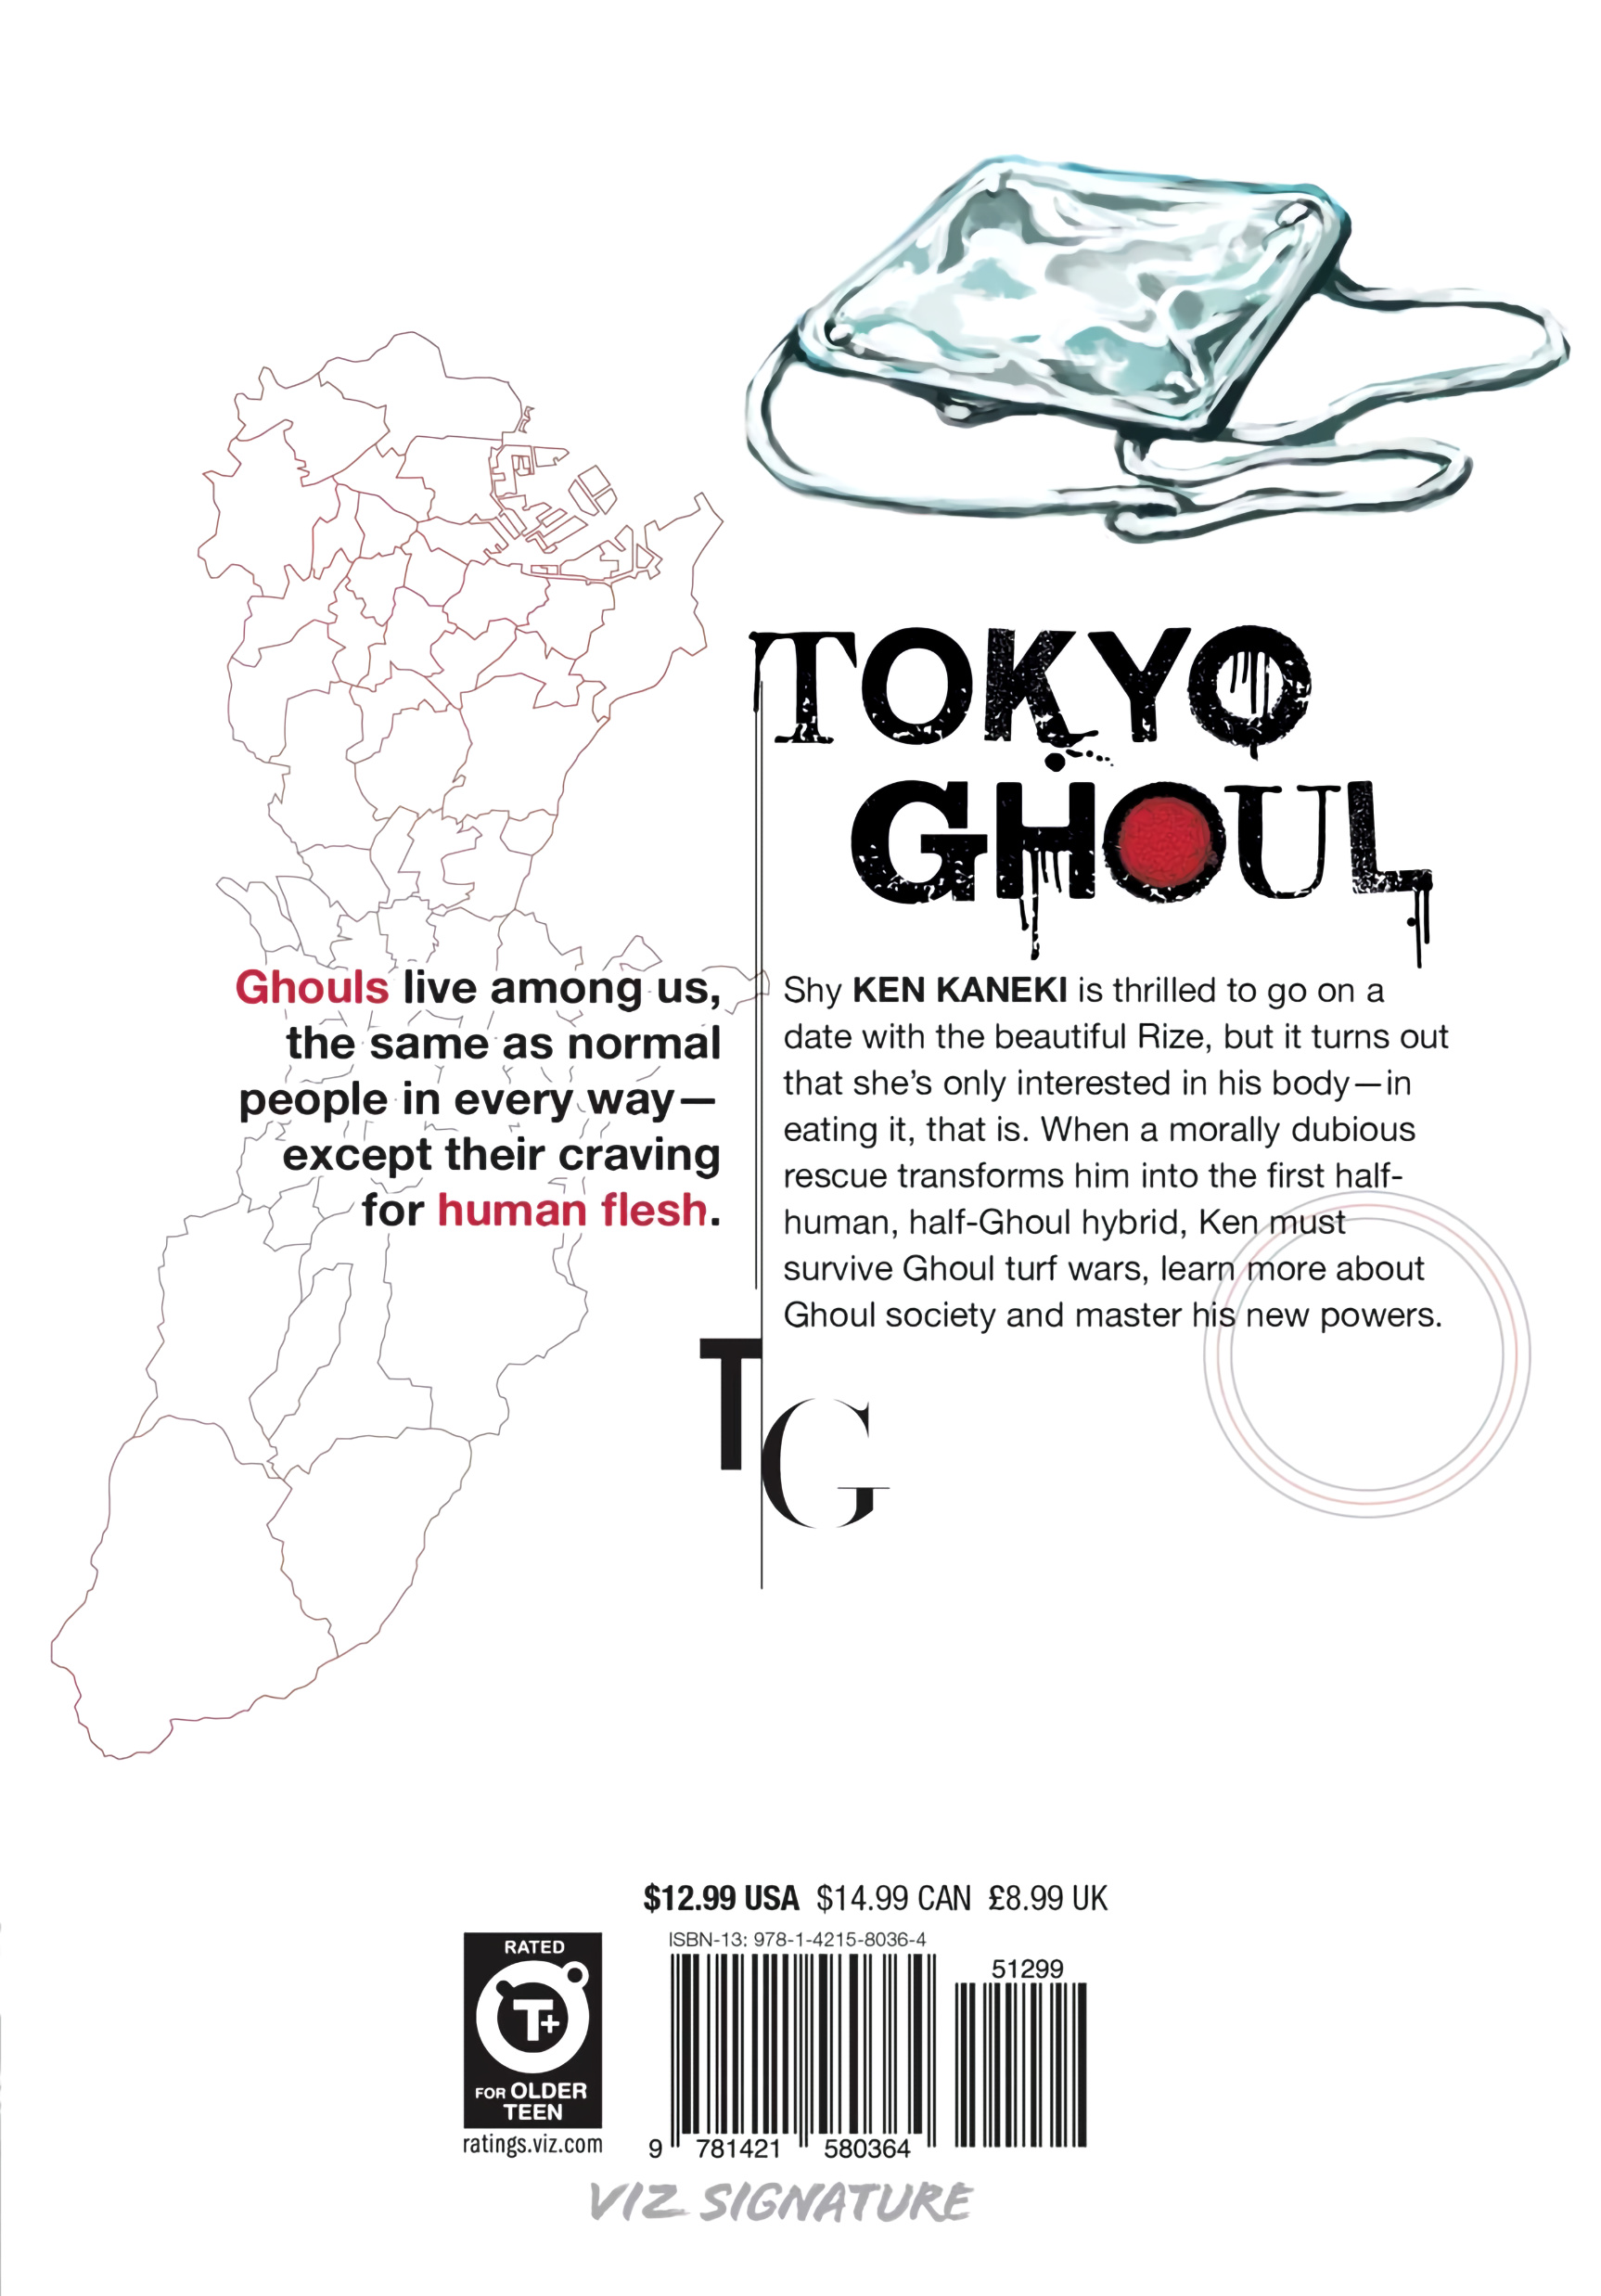 TOKYO
GHOUL
Ghouls live among us,
the same as normal
people in every way—
except their craving
for human flesh.
Shy KEN KANEKI is thrilled to go on a
date with the beautiful Rize, but it turns out
that she's only interested in his body—in
eating it, that is. When a morally dubious
rescue transforms him into the first half-
human, half-Ghoul hybrid, Ken must
survive Ghoul turf wars, learn more about
Ghoul society and master his new powers.
TG
$12.99 USA $14.99 CAN £8.99 UK
ISBN-13: 978-1-4215-8036-4
51299
9 781421 580364
RATED
T+
FOR OLDER
TEEN
ratings.viz.com
VIZ SIGNATURE